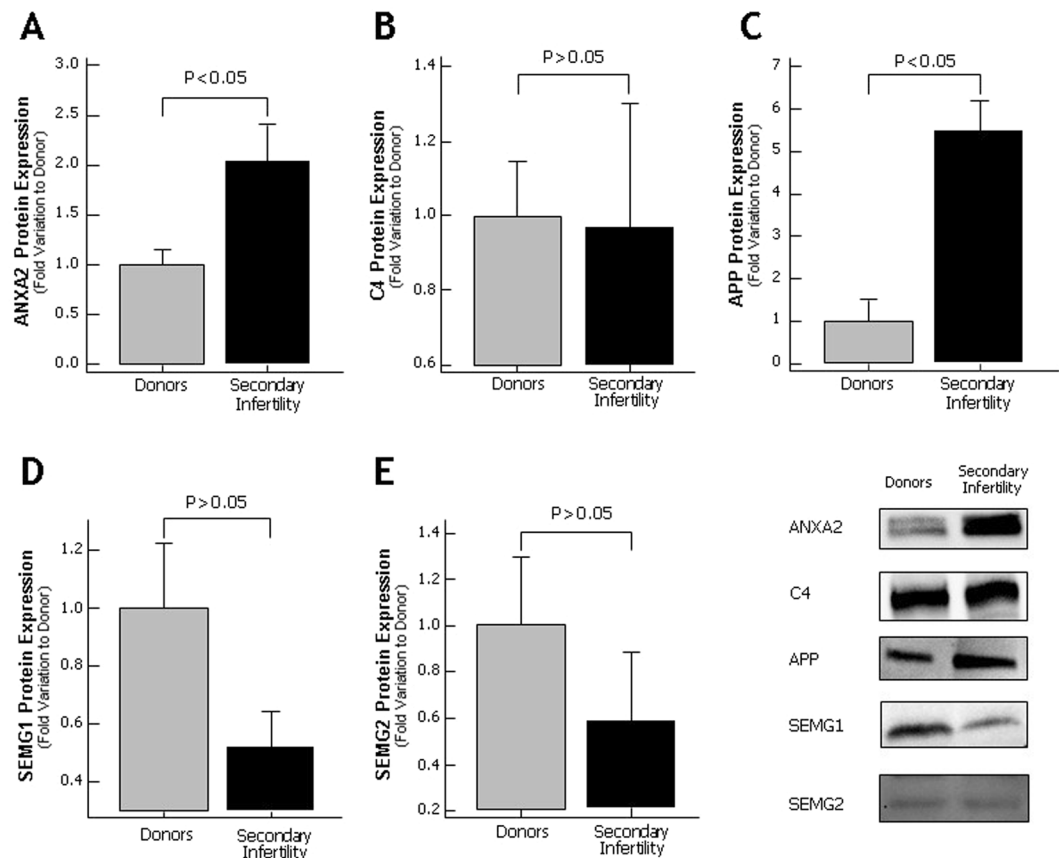 A
ANXA2 Protein Expression
(Fold Variation to Donor)
3.0
2.5
2.0
1.5
1.0
0.5
0.0
P<0.05
Donors
Secondary
Infertility
B
C4 Protein Expression
(Fold Variation to Donor)
1.4
1.2
1.0
0.8
0.6
P>0.05
Donors
Secondary
Infertility
C
APP Protein Expression
(Fold Variation to Donor)
7
6
5
4
3
2
1
0
P<0.05
Donors
Secondary
Infertility
D
SEMG1 Protein Expression
(Fold Variation to Donor)
1.2
1.0
0.8
0.6
0.4
P>0.05
Donors
Secondary
Infertility
E
SEMG2 Protein Expression
(Fold Variation to Donor)
1.4
1.2
1.0
0.8
0.6
0.4
0.2
P>0.05
Donors
Secondary
Infertility
Donors
Secondary
Infertility
ANXA2
C4
APP
SEMG1
SEMG2